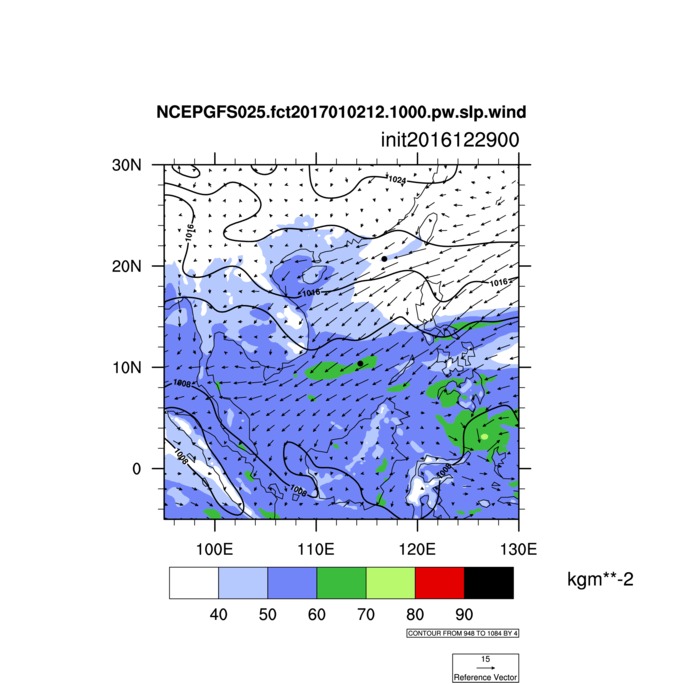 NCEPGFS025.fct2017010212.1000.pw.slp.wind
init2016122900
30N
20N
10N
0
1024
1016
1016
1016
1008
1008
1008
1008
100E 110E 120E 130E
40 50 60 70 80 90
kgm**-2
CONTOUR FROM 948 TO 1084 BY 4
15
Reference Vector